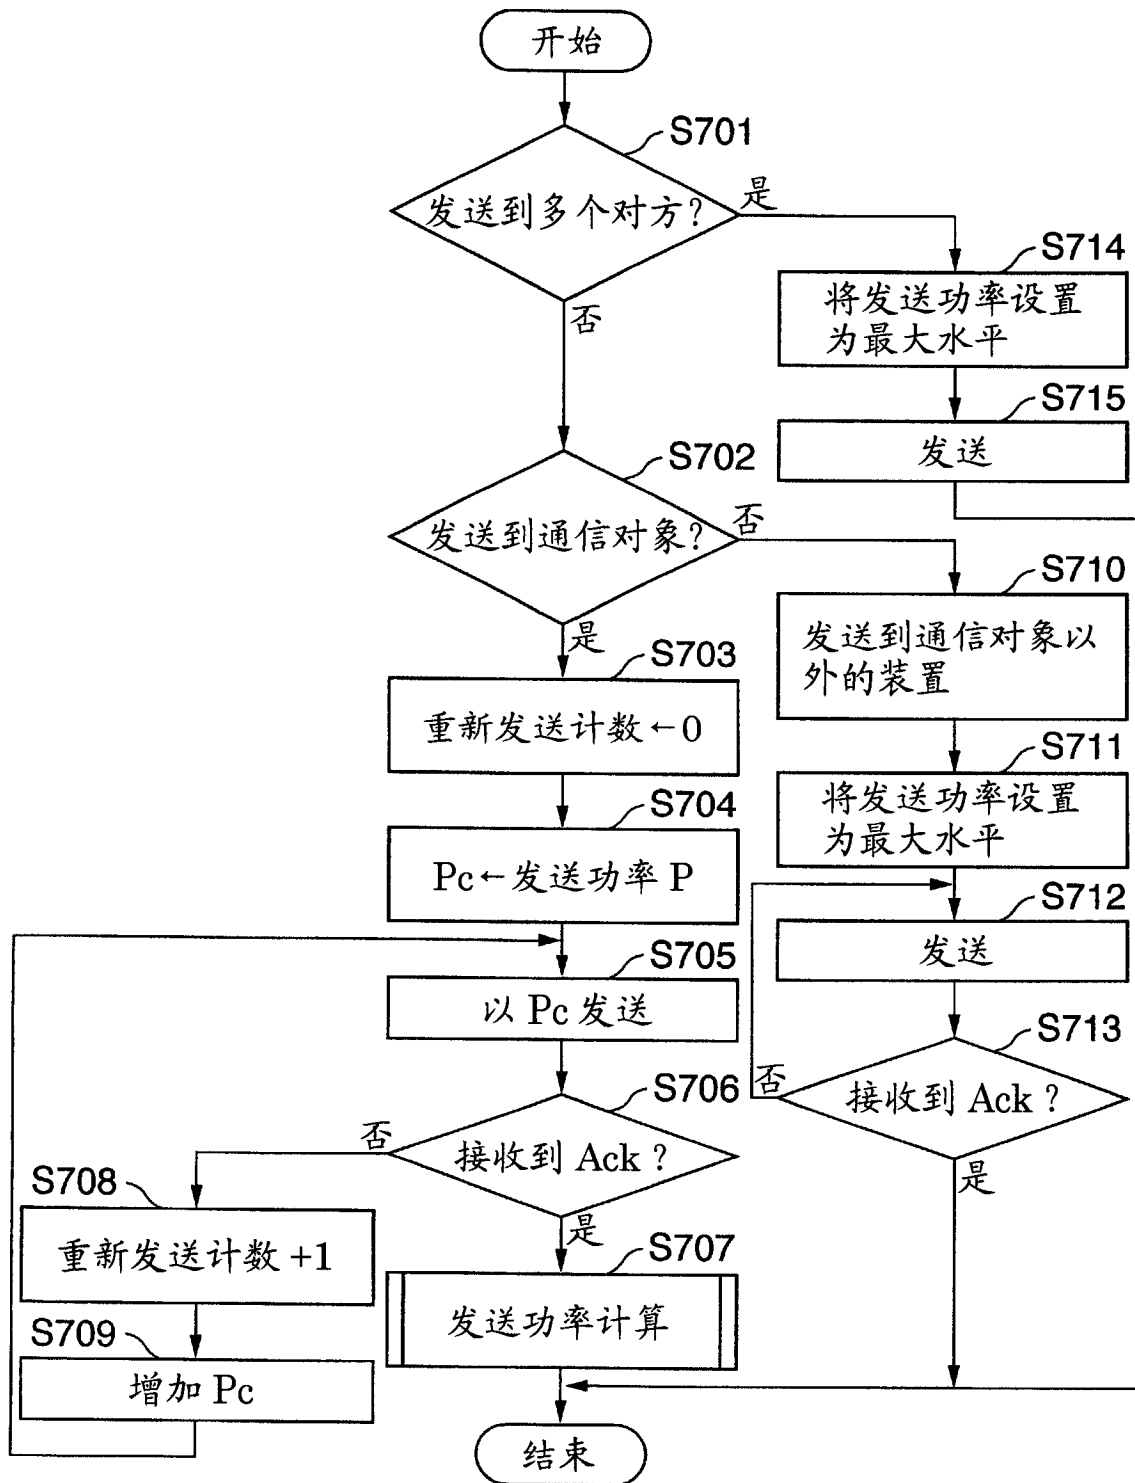 开始
S701
发送到多个对方?
是
否
S714
将发送功率设置
为最大水平
S715
发送
S702
发送到通信对象?
否
是
S710
发送到通信对象以
外的装置
S703
重新发送计数←0
S711
将发送功率设置
为最大水平
S704
Pc←发送功率 P
S712
发送
S705
以 Pc 发送
S713
接收到 Ack ?
否
是
S706
接收到 Ack ?
否
是
S708
重新发送计数 +1
S707
发送功率计算
S709
增加 Pc
结束